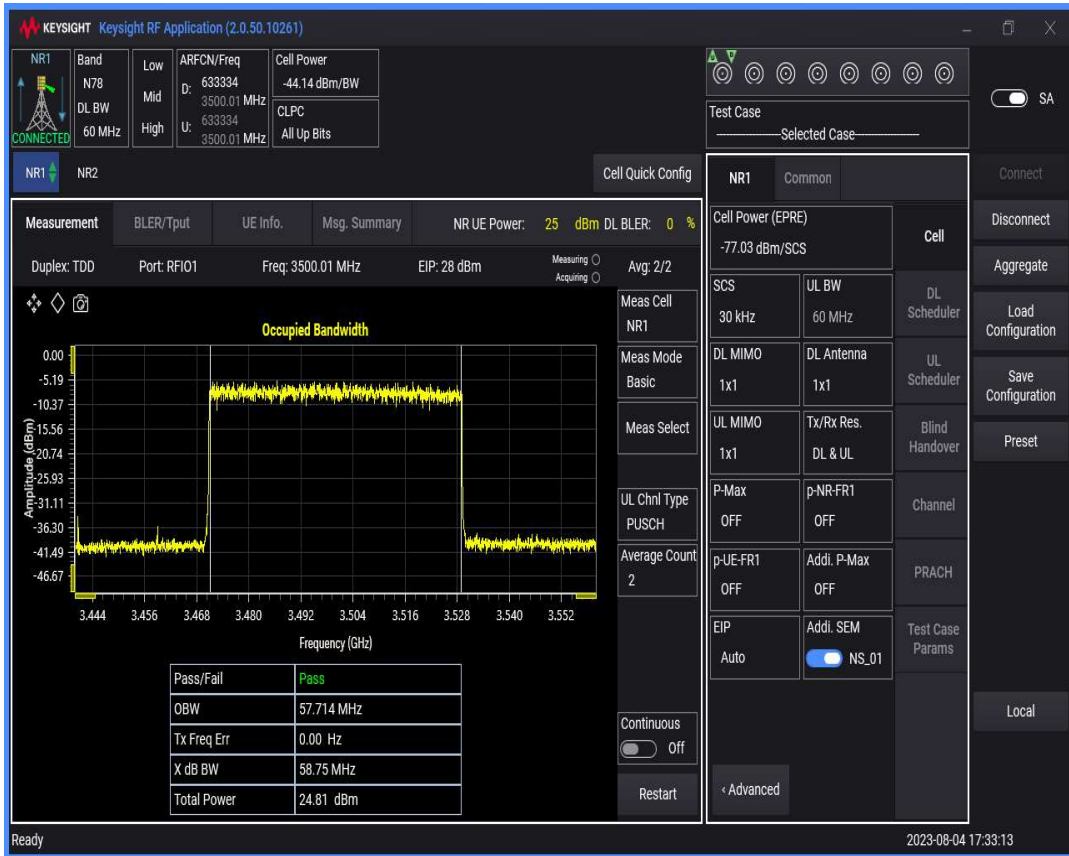 KEYSIGHT Keysight RF Application (2.0.50.10261)
NR1
CONNECTED
Band
N78
DL BW
60 MHz
Low
Mid
High
ARFCN/Freq
D: 633334
3500.01 MHz
U: 633334
3500.01 MHz
Cell Power
-44.14 dBm/BW
CLPC
All Up Bits
Test Case
Selected Case
SA
NR1 NR2 Cell Quick Config
Measurement BLER/Tput UE Info. Msg. Summary NR UE Power: 25 dBm DL BLER: 0 %
Duplex: TDD Port: RFIO1 Freq: 3500.01 MHz EIP: 28 dBm Measuring Acquiring Avg: 2/2
Occupied Bandwidth
Amplitude (dBm)
0.00
-5.19
-10.37
-15.56
-20.74
-25.93
-31.11
-36.30
-41.49
-46.67
3.444 3.456 3.468 3.480 3.492 3.504 3.516 3.528 3.540 3.552
Frequency (GHz)
Pass/Fail Pass
OBW 57.714 MHz
Tx Freq Err 0.00 Hz
X dB BW 58.75 MHz
Total Power 24.81 dBm
Meas Cell
NR1
Meas Mode
Basic
Meas Select
UL Chnl Type
PUSCH
Average Count
2
Continuous
Off
Restart
NR1 Common
Cell Power (EPRE)
-77.03 dBm/SCS
SCS
30 kHz
UL BW
60 MHz
DL MIMO
1x1
DL Antenna
1x1
UL MIMO
1x1
Tx/Rx Res.
DL & UL
P-Max
OFF
p-NR-FR1
OFF
p-UE-FR1
OFF
Addi. P-Max
OFF
EIP
Auto
Addi. SEM
NS_01
‹ Advanced
Cell
DL
Scheduler
UL
Scheduler
Blind
Handover
Channel
PRACH
Test Case
Params
Connect
Disconnect
Aggregate
Load
Configuration
Save
Configuration
Preset
Local
Ready 2023-08-04 17:33:13